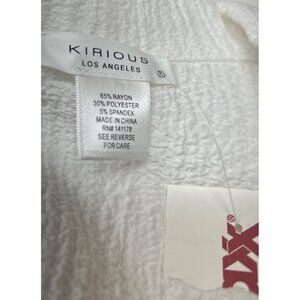 KIRIOUS
LOS ANGELES
65% RAYON
30% POLYESTER
5% SPANDEX
MADE IN CHINA
RN# 141178
SEE REVERSE
FOR CARE